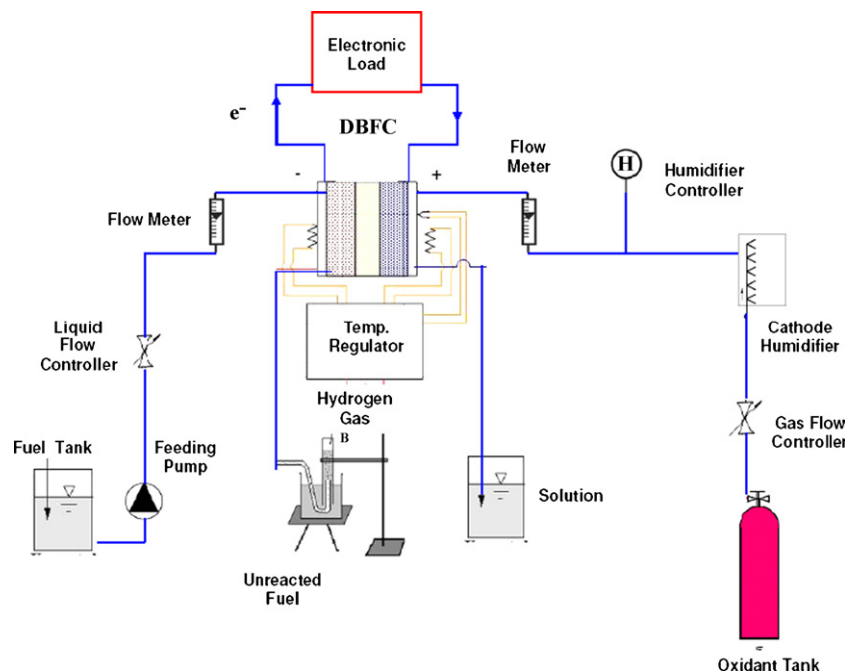 Electronic
Load
e⁻
DBFC
Flow
Meter
H
Humidifier
Controller
-
+
Flow Meter
Liquid
Flow
Controller
Temp.
Regulator
Cathode
Humidifier
Hydrogen
Gas
B
Gas Flow
Controller
Fuel Tank
Feeding
Pump
Solution
Unreacted
Fuel
Oxidant Tank